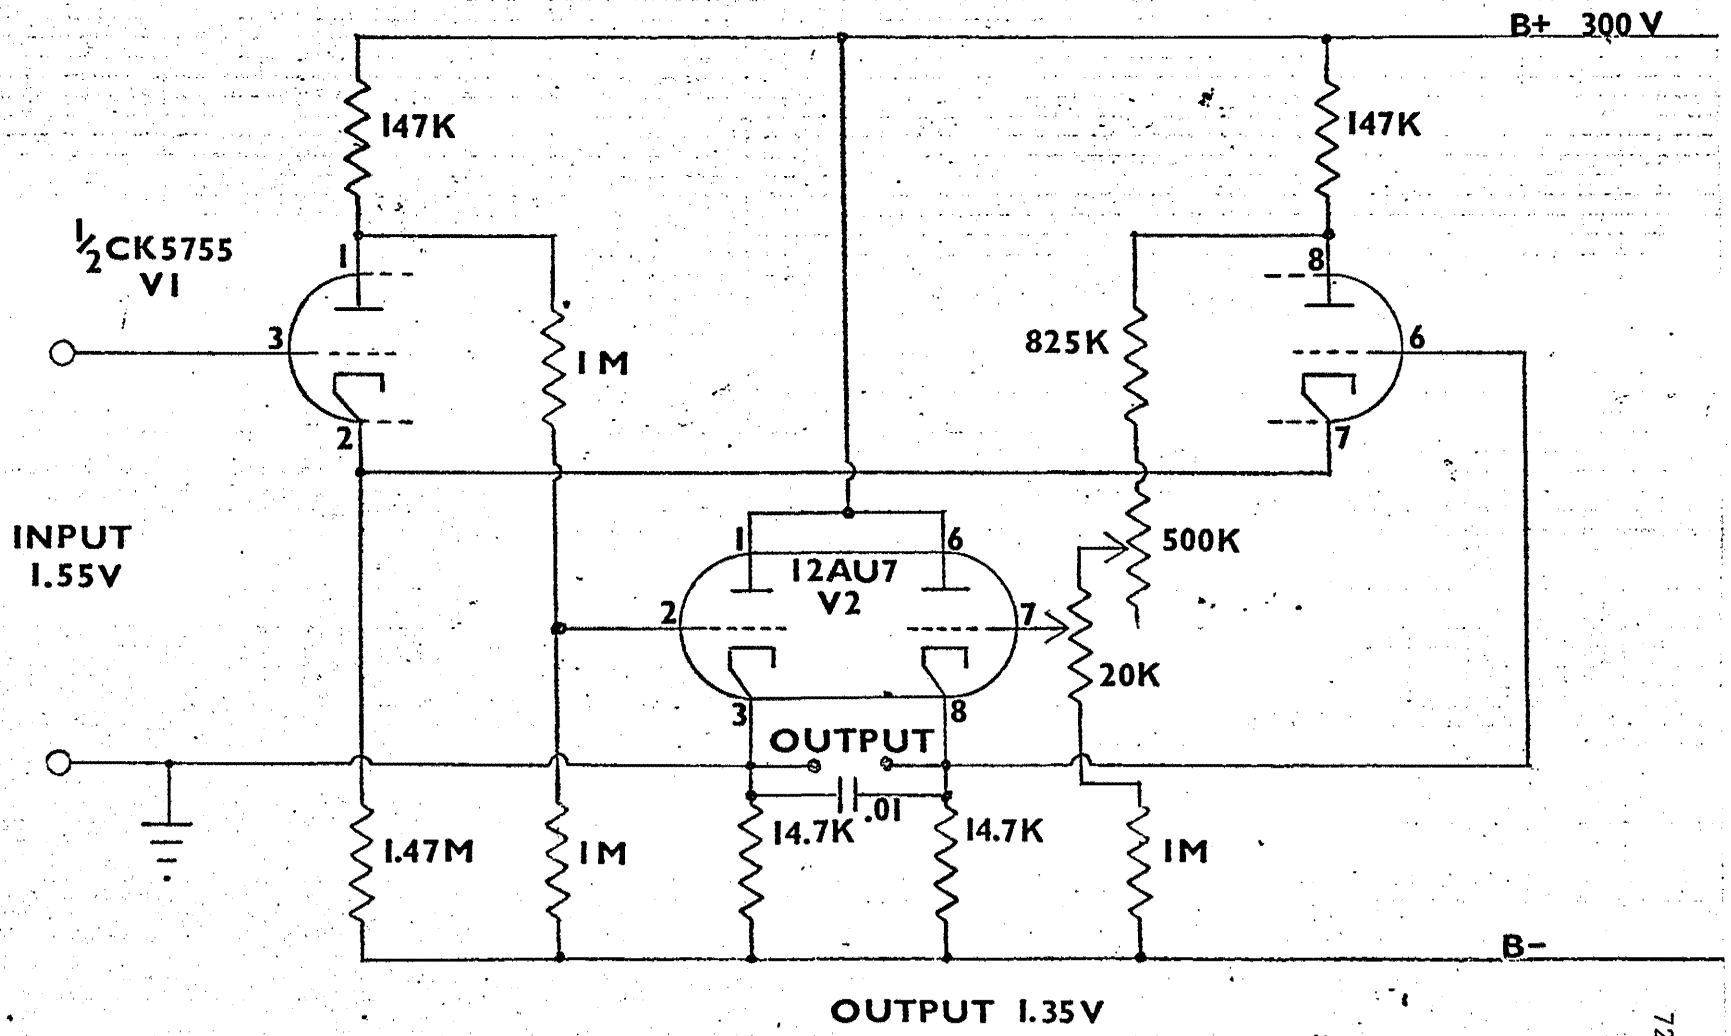 B+ 300 V
147K
147K
1/2 CK5755
V1
1
8
3
1 M
825K
6
2
7
INPUT
1.55V
500K
1
6
12AU7
V2
2
7
20K
3
8
OUTPUT
.01
14.7K
14.7K
1.47M
1M
1M
B-
OUTPUT 1.35V
72